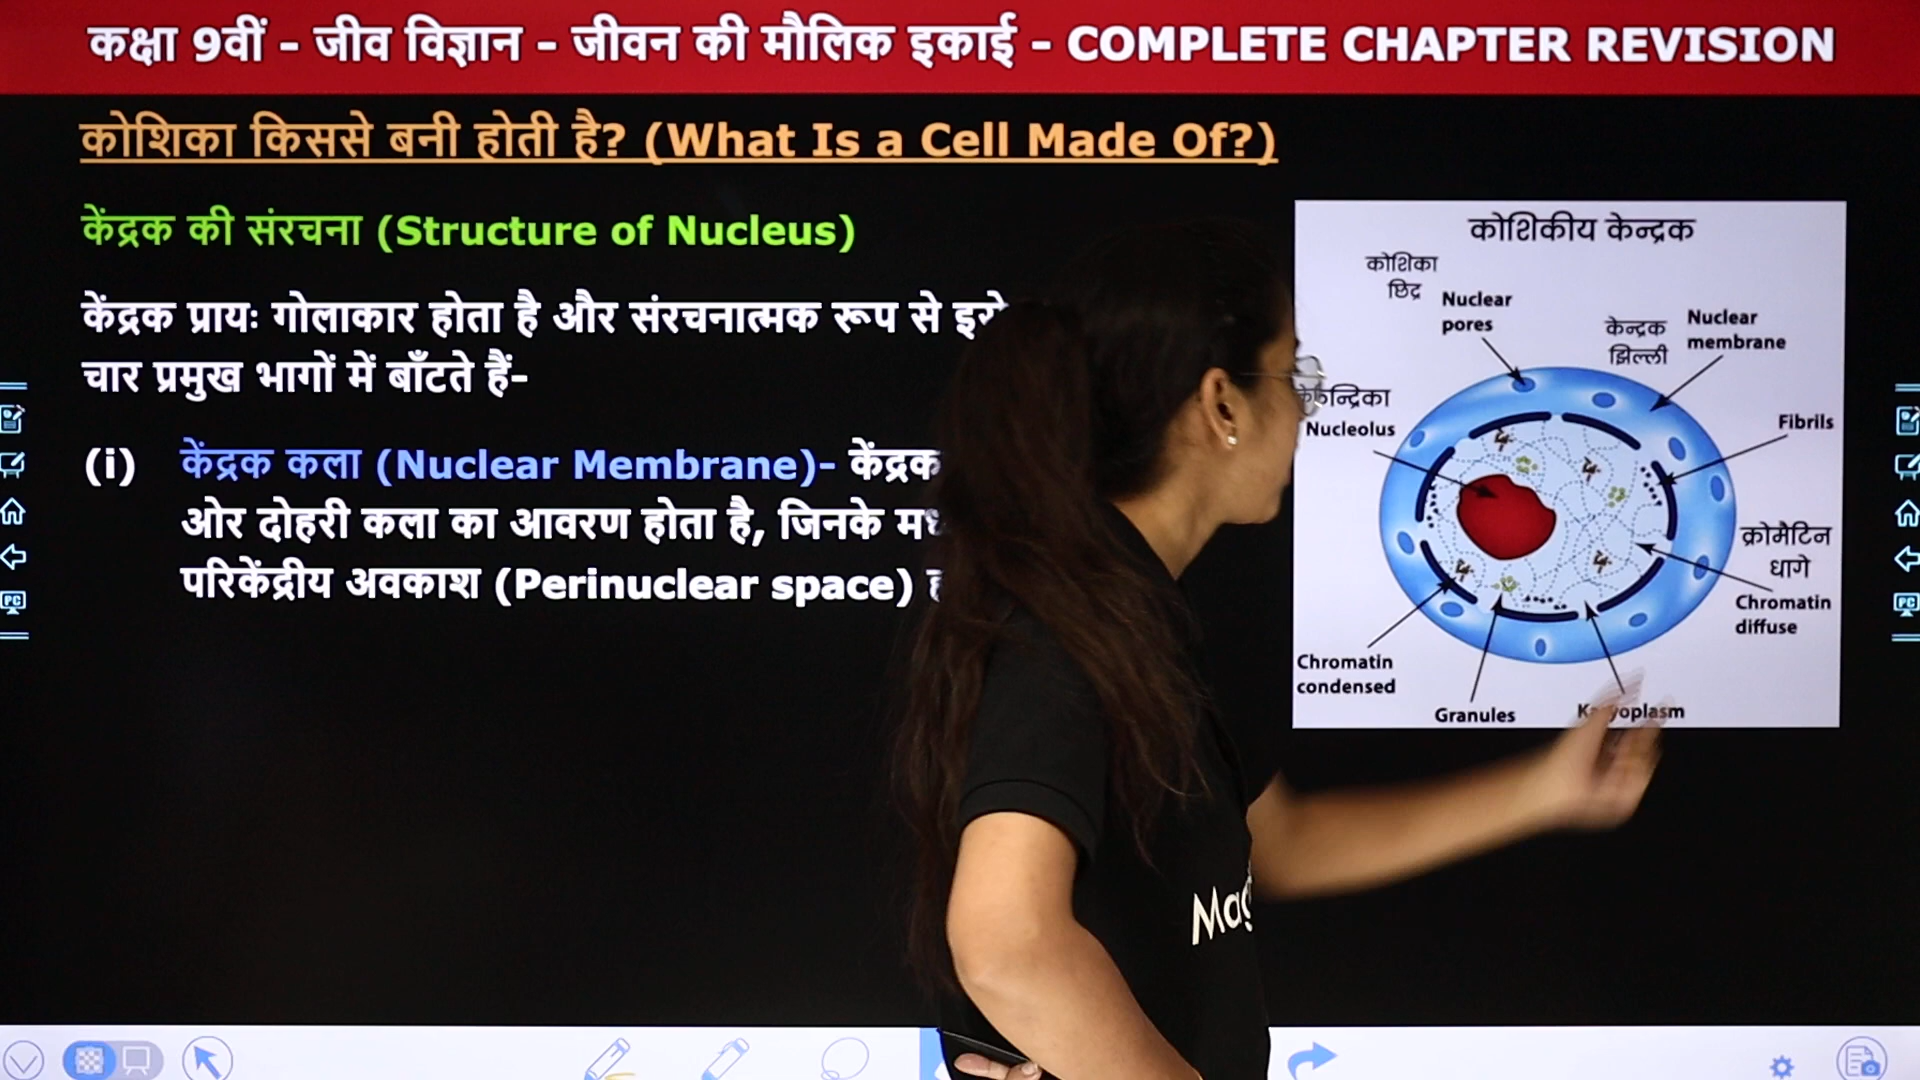 कक्षा 9वीं - जीव विज्ञान - जीवन की मौलिक इकाई - COMPLETE CHAPTER REVISION
कोशिका किससे बनी होती है? (What Is a Cell Made Of?)
केंद्रक की संरचना (Structure of Nucleus)
केंद्रक प्रायः गोलाकार होता है और संरचनात्मक रूप से
चार प्रमुख भागों में बाँटते हैं-
(i) केंद्रक कला (Nuclear Membrane)- केंद्रक
ओर दोहरी कला का आवरण होता है, जिनके
परिकेंद्रीय अवकाश (Perinuclear space)
कोशिकीय केन्द्रक
कोशिका
छिद्र
Nuclear
pores
केन्द्रक
झिल्ली
Nuclear
membrane
Nucleolus
Fibrils
क्रोमैटिन
धागे
Chromatin
diffuse
Chromatin
condensed
Granules
PC
PC